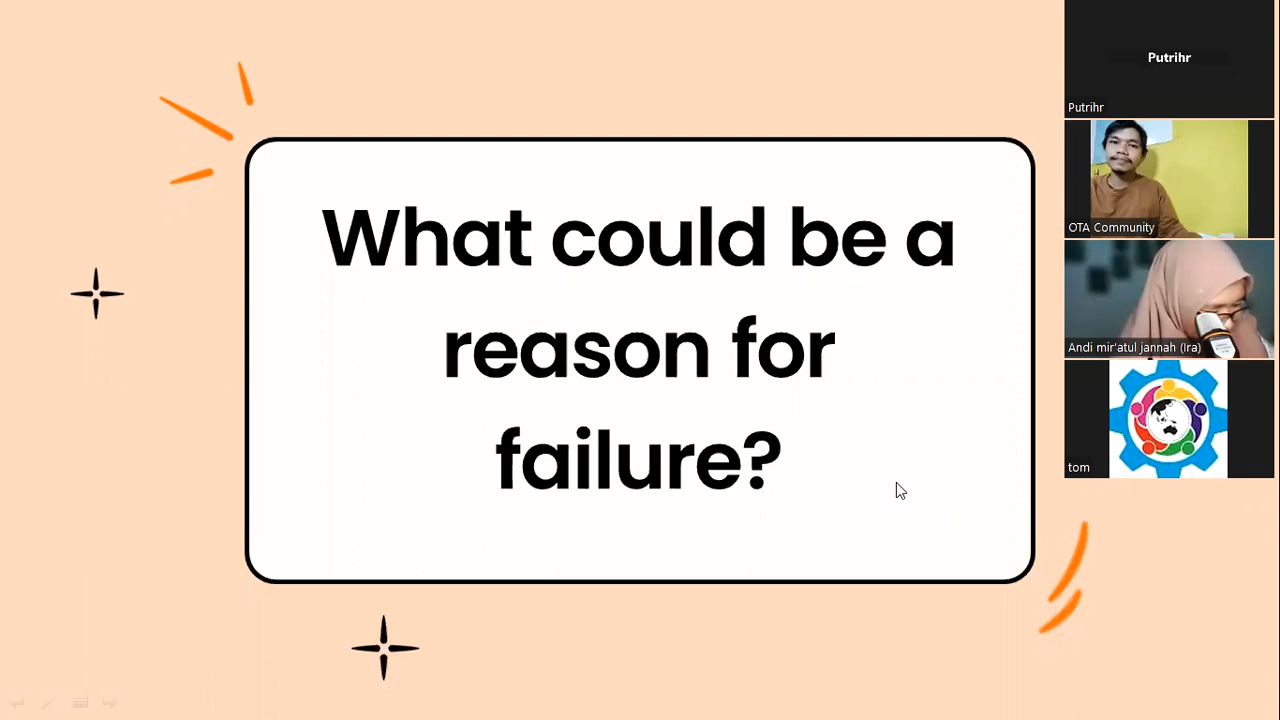 What could be a
reason for
failure?
Putrihr
Putrihr
OTA Community
Andi mir'atul jannah (Ira)
tom